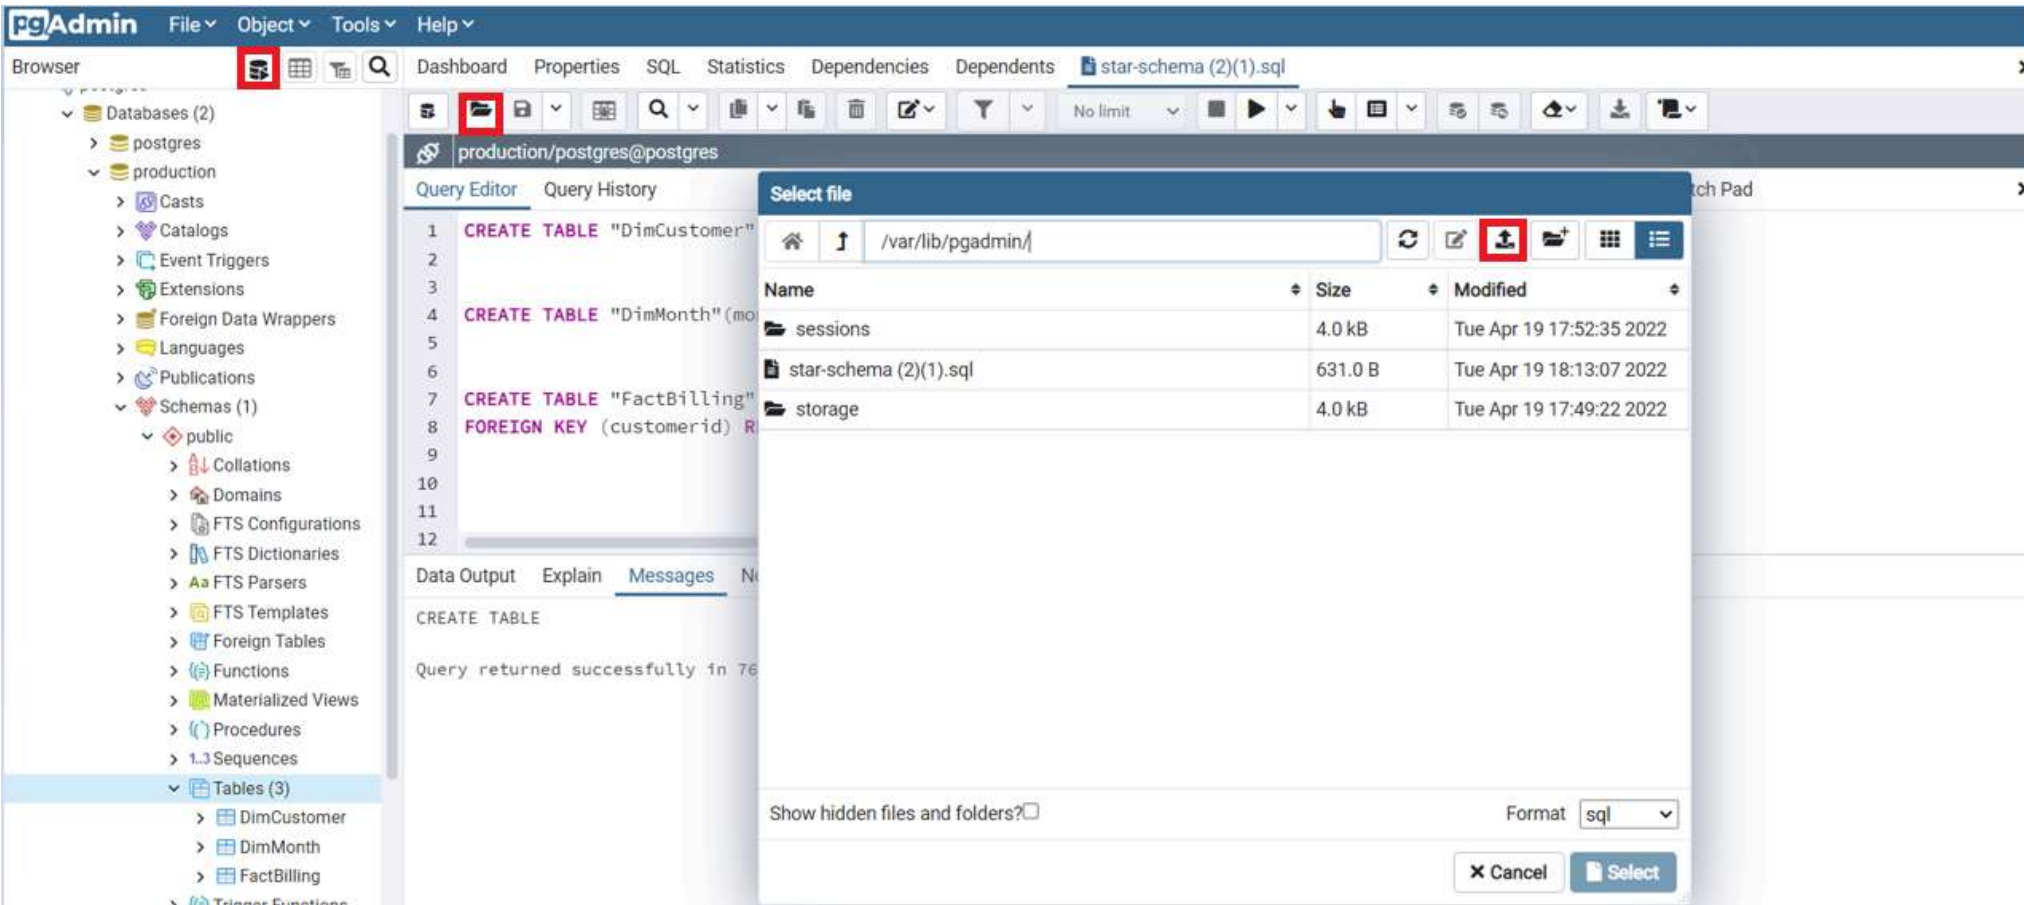 pgAdmin File Object Tools Help
Browser
Dashboard Properties SQL Statistics Dependencies Dependents star-schema (2)(1).sql
Databases (2)
postgres
production
Casts
Catalogs
Event Triggers
Extensions
Foreign Data Wrappers
Languages
Publications
Schemas (1)
public
Collations
Domains
FTS Configurations
FTS Dictionaries
Aa FTS Parsers
FTS Templates
Foreign Tables
Functions
Materialized Views
Procedures
1..3 Sequences
Tables (3)
DimCustomer
DimMonth
FactBilling
Trigger Functions
No limit
production/postgres@postgres
Query Editor Query History
1 CREATE TABLE "DimCustomer"
2
3
4 CREATE TABLE "DimMonth"(mo
5
6
7 CREATE TABLE "FactBilling"
8 FOREIGN KEY (customerid) R
9
10
11
12
Data Output Explain Messages
CREATE TABLE
Query returned successfully in 76
tch Pad
Select file
/var/lib/pgadmin/
Name Size Modified
sessions 4.0 kB Tue Apr 19 17:52:35 2022
star-schema (2)(1).sql 631.0 B Tue Apr 19 18:13:07 2022
storage 4.0 kB Tue Apr 19 17:49:22 2022
Show hidden files and folders? Format sql
Cancel Select